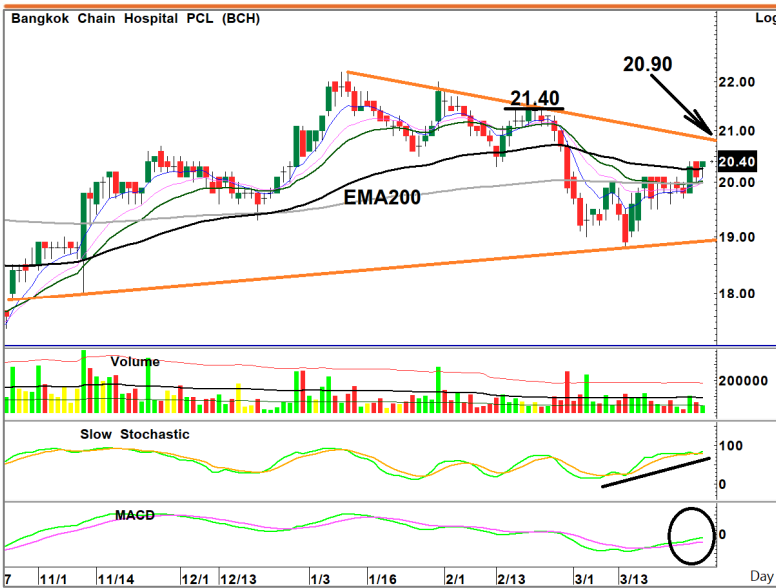 Bangkok Chain Hospital PCL (BCH)
Log
20.90
22.00
21.40
21.00
20.40
20.00
EMA200
19.00
18.00
Volume
200000
Slow Stochastic
100
0
MACD
0
7 11/1 11/14 12/1 12/13 1/3 1/16 2/1 2/13 3/1 3/13 Day